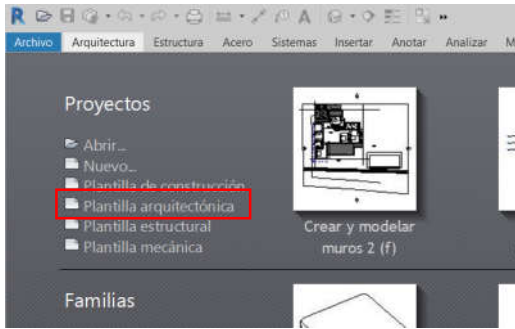 Archivo Arquitectura Estructura Acero Sistemas Insertar Anotar Analizar M
Proyectos
Abrir...
Nuevo...
Plantilla de construcción
Plantilla arquitectónica
Plantilla estructural
Plantilla mecánica
Crear y modelar
muros 2 (f)
Familias